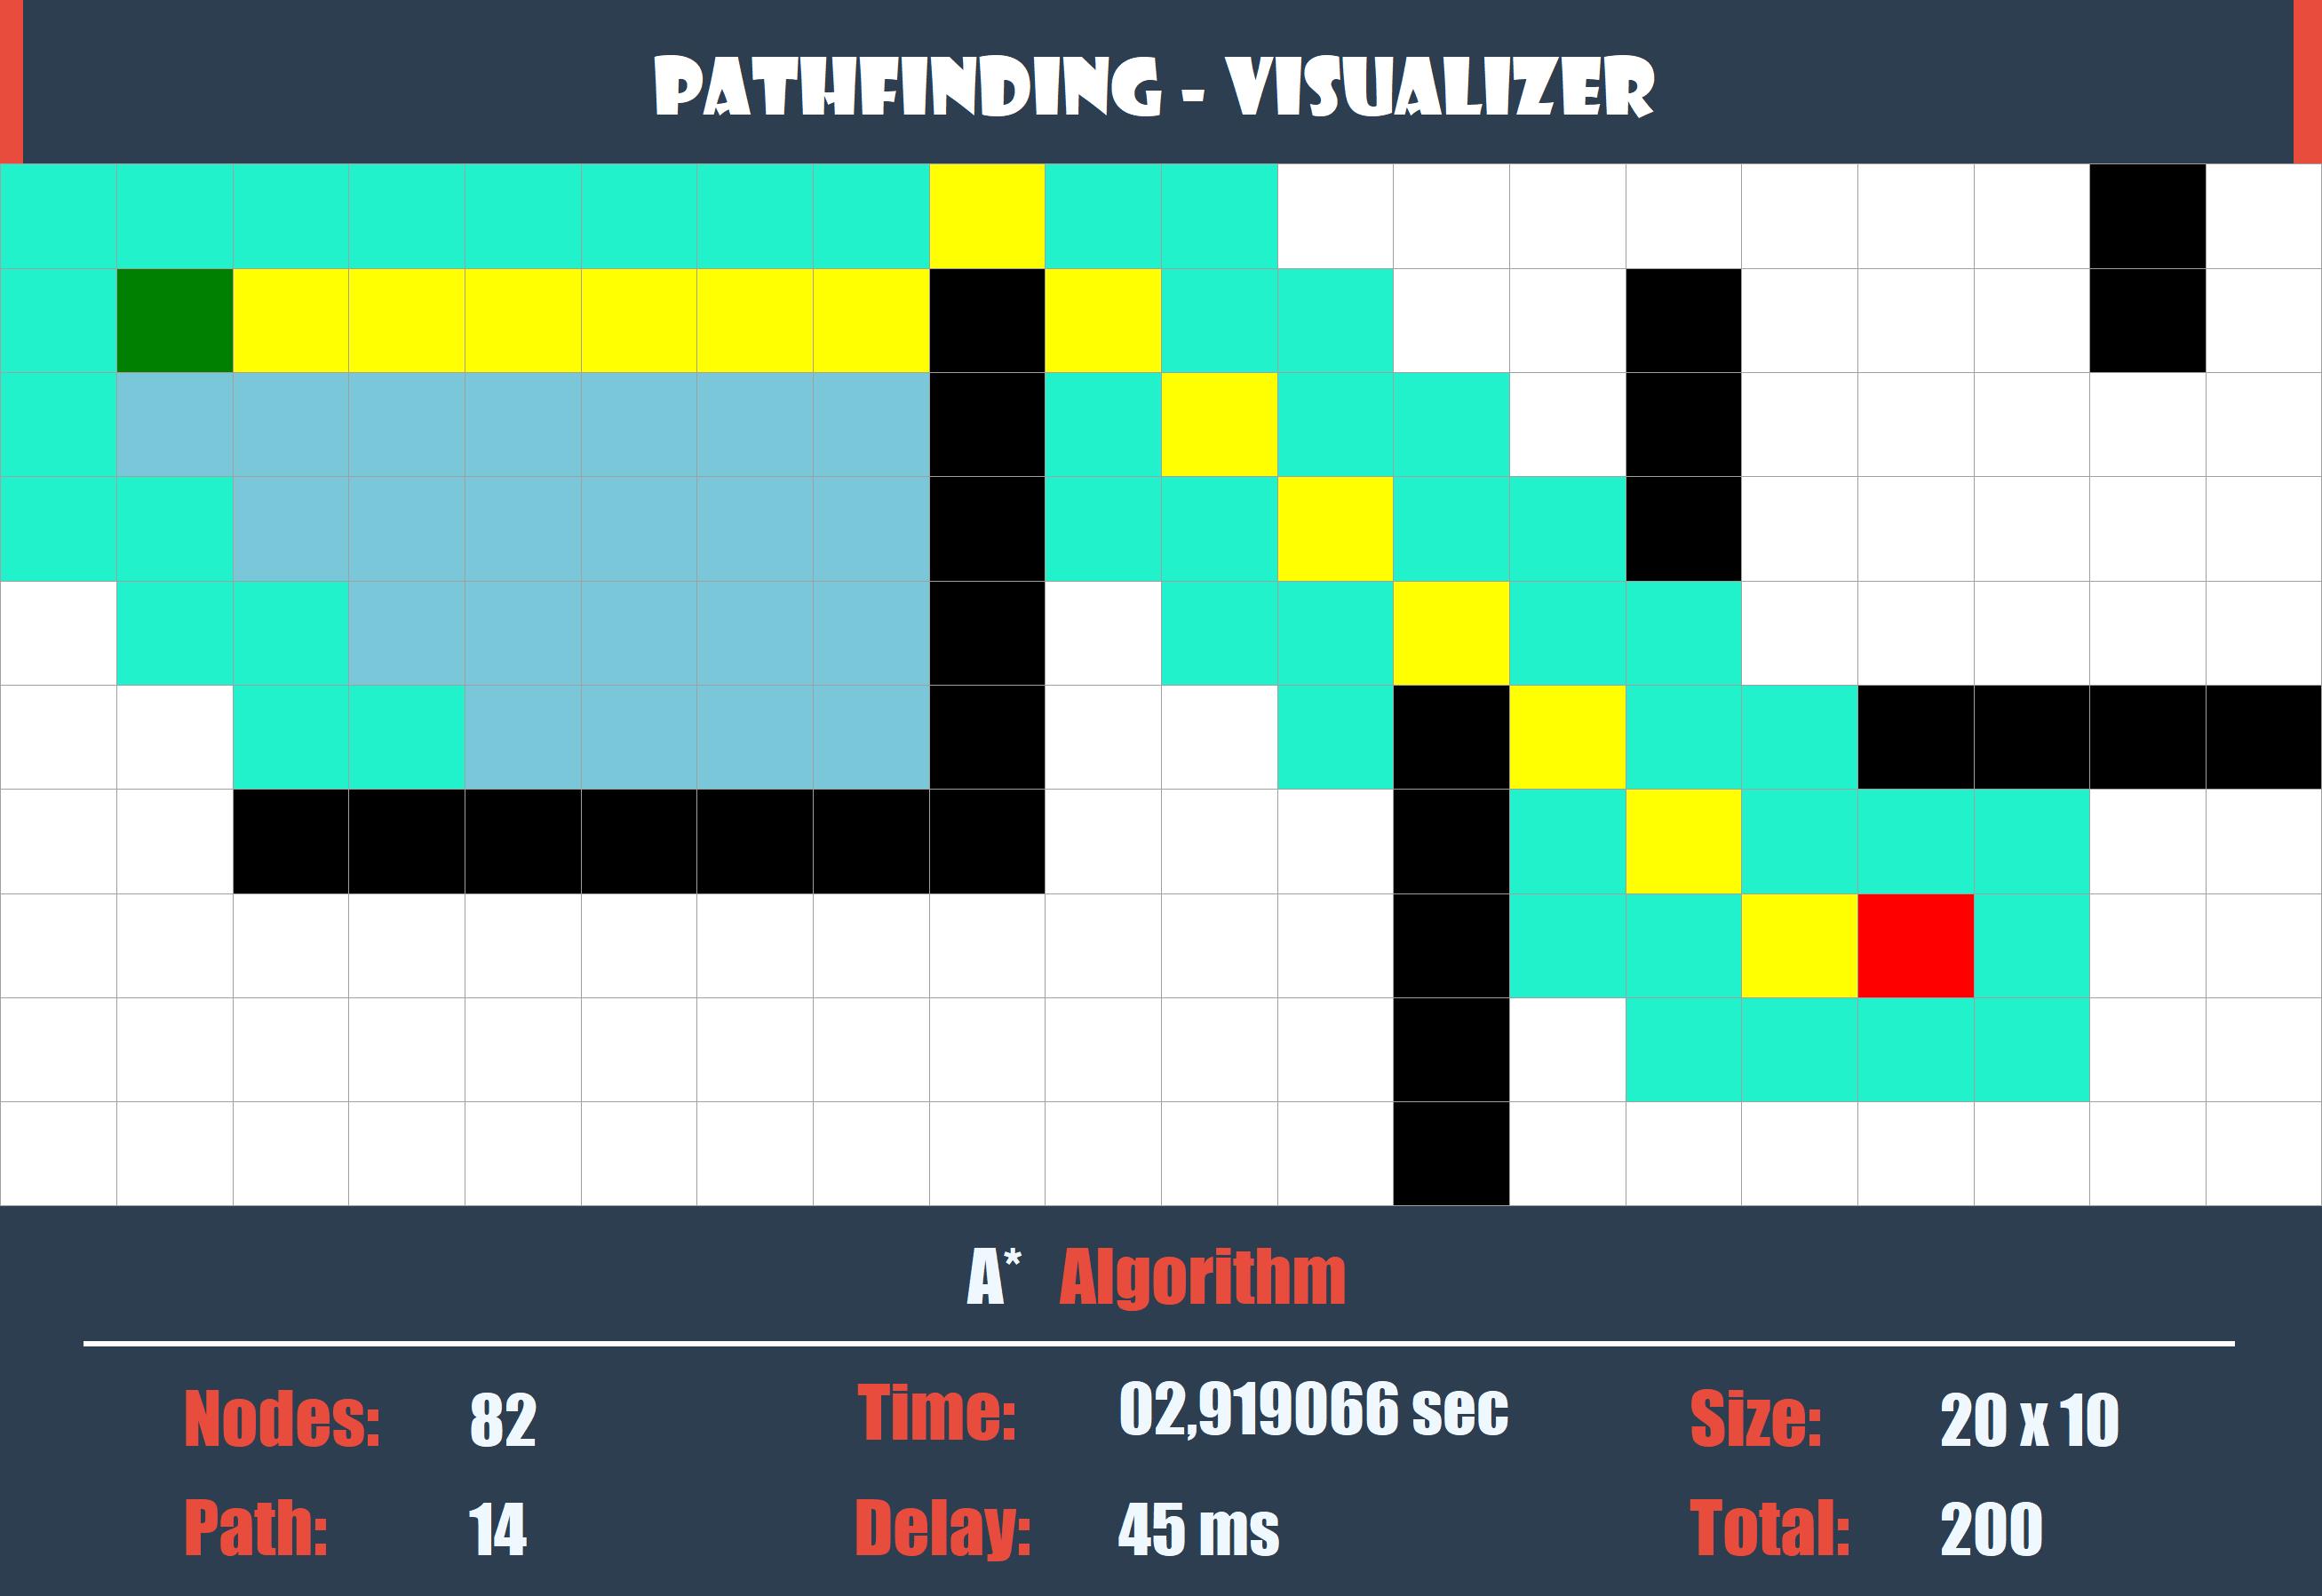 PATHFINDING - VISUALIZER
A* Algorithm
Nodes: 82 Time: 02,919066 sec Size: 20 x 10
Path: 14 Delay: 45 ms Total: 200